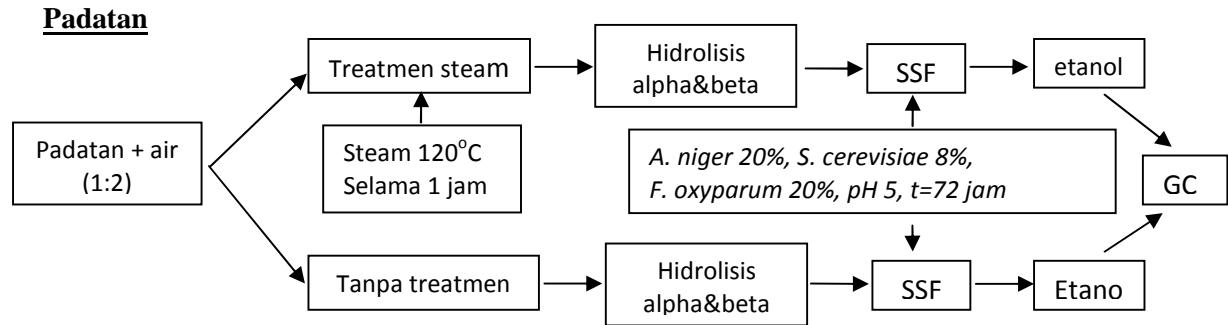 Padatan
Treatmen steam
Hidrolisis
alpha&beta
SSF
etanol
Padatan + air
(1:2)
Steam 120°C
Selama 1 jam
A. niger 20%, S. cerevisiae 8%,
F. oxyparum 20%, pH 5, t=72 jam
GC
Tanpa treatmen
Hidrolisis
alpha&beta
SSF
Etano